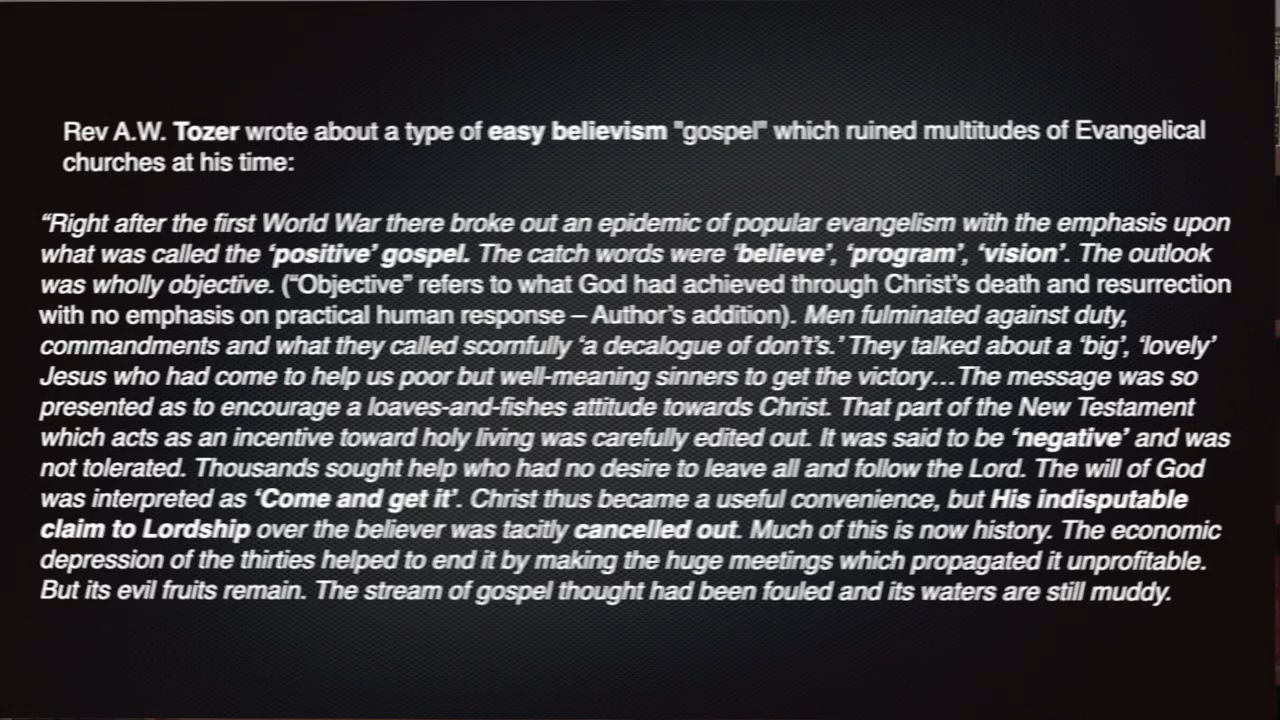 Rev A.W. Tozer wrote about a type of easy believism "gospel" which ruined multitudes of Evangelical
churches at his time:
“Right after the first World War there broke out an epidemic of popular evangelism with the emphasis upon
what was called the ‘positive’ gospel. The catch words were ‘believe’, ‘program’, ‘vision’. The outlook
was wholly objective. (“Objective” refers to what God had achieved through Christ’s death and resurrection
with no emphasis on practical human response – Author’s addition). Men fulminated against duty,
commandments and what they called scornfully ‘a decalogue of don’t’s.’ They talked about a ‘big’, ‘lovely’
Jesus who had come to help us poor but well-meaning sinners to get the victory…The message was so
presented as to encourage a loaves-and-fishes attitude towards Christ. That part of the New Testament
which acts as an incentive toward holy living was carefully edited out. It was said to be ‘negative’ and was
not tolerated. Thousands sought help who had no desire to leave all and follow the Lord. The will of God
was interpreted as ‘Come and get it’. Christ thus became a useful convenience, but His indisputable
claim to Lordship over the believer was tacitly cancelled out. Much of this is now history. The economic
depression of the thirties helped to end it by making the huge meetings which propagated it unprofitable.
But its evil fruits remain. The stream of gospel thought had been fouled and its waters are still muddy.